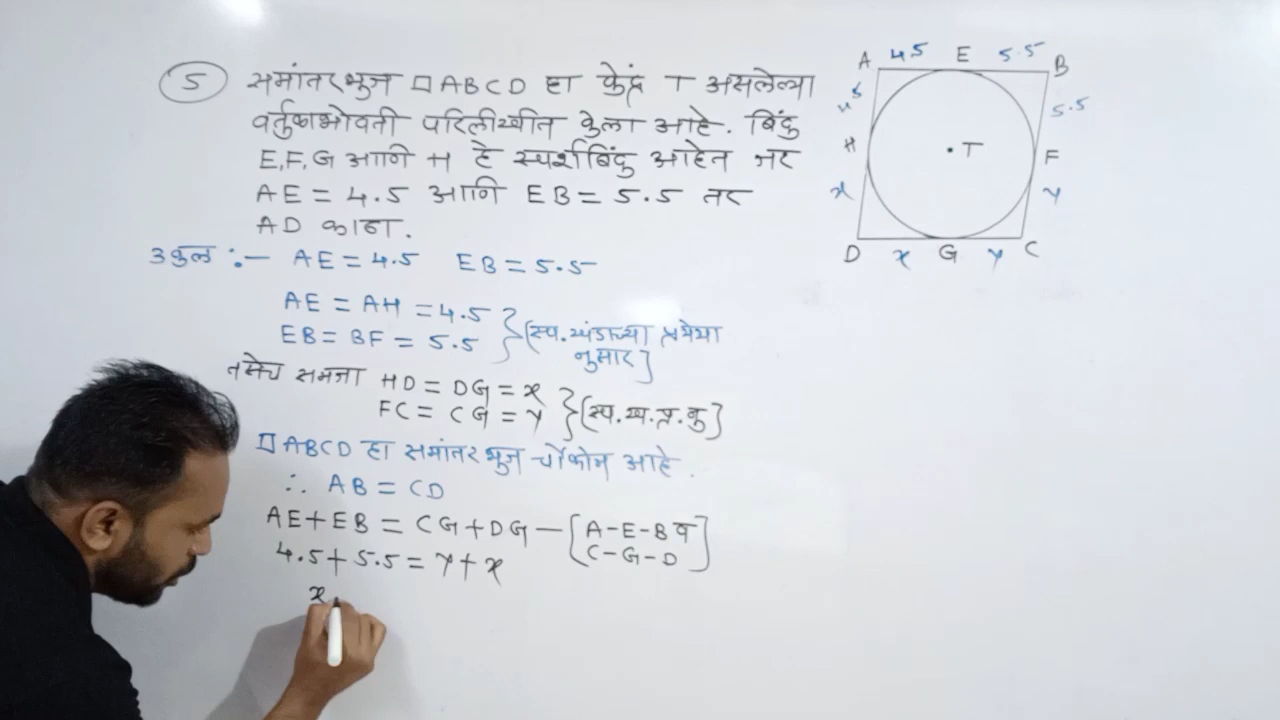 5 समांतरभुज □ABCD हा केंद्र T असलेल्या
वर्तुळाभोवती परिलीखीत केला आहे. बिंदु
E,F,G आणि H हे स्पर्शबिंदु आहेत जर
AE = 4.5 आणि EB = 5.5 तर
AD काढा.
उकल :- AE = 4.5 EB = 5.5
AE = AH = 4.5
EB = BF = 5.5 } (स्प.खंडाच्या प्रमेया
नुसार]
तसेच समजा HD = DG = x
FC = CG = y } (स्प.ख.प्र.नु]
□ABCD हा समांतरभुज चौकोन आहे.
∴ AB = CD
AE+EB = CG+DG — [A-E-B व
C-G-D]
4.5+5.5 = y+x
x
A 4.5 E 5.5 B
4.5 5.5
H T F
x y
D x G y C